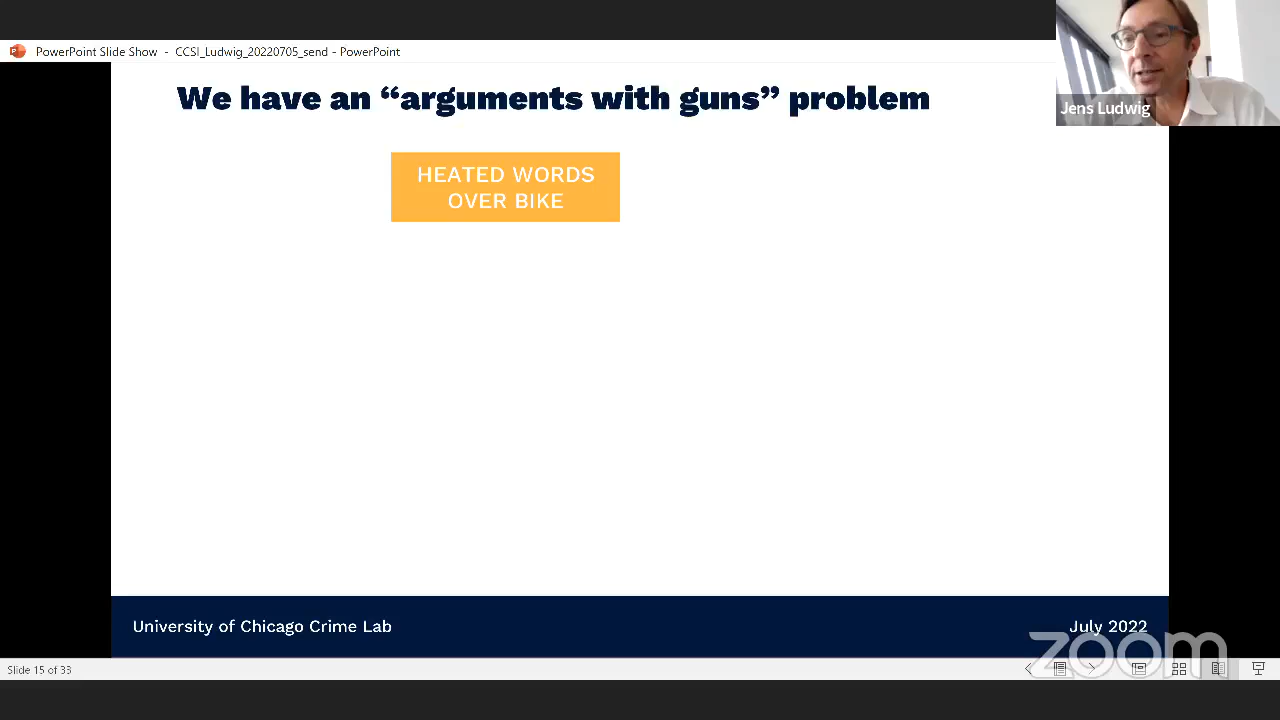 PowerPoint Slide Show - CCSI_Ludwig_20220705_send - PowerPoint
Jens Ludwig
We have an “arguments with guns” problem
HEATED WORDS
OVER BIKE
University of Chicago Crime Lab
July 2022
zoom
Slide 15 of 33